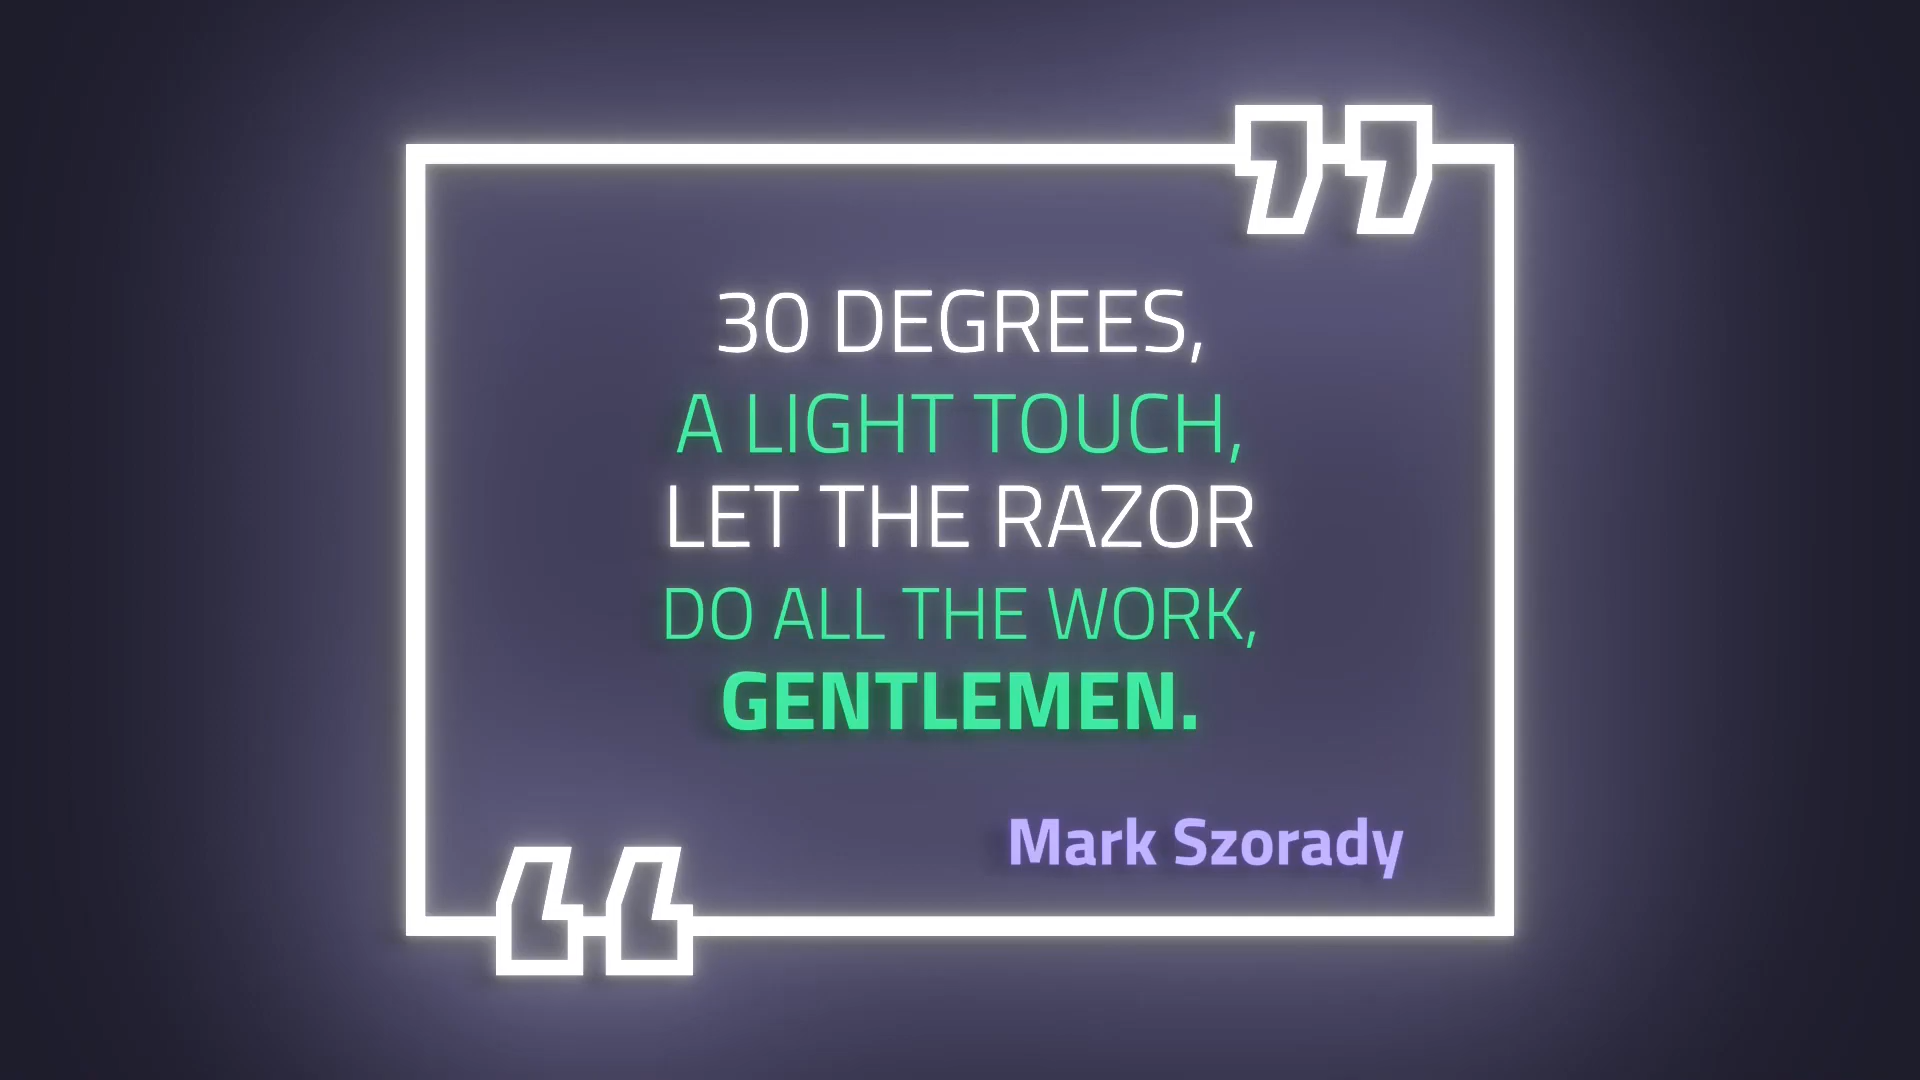 30 DEGREES,
A LIGHT TOUCH,
LET THE RAZOR
DO ALL THE WORK,
GENTLEMEN.
Mark Szorady